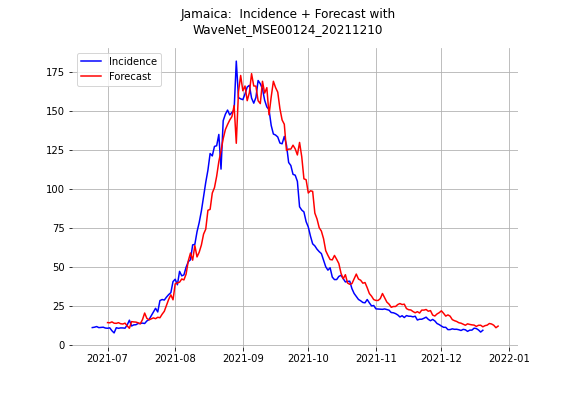 Jamaica:  Incidence + Forecast with
WaveNet_MSE00124_20211210
Incidence
Forecast
175
150
125
100
75
50
25
0
2021-07 2021-08 2021-09 2021-10 2021-11 2021-12 2022-01